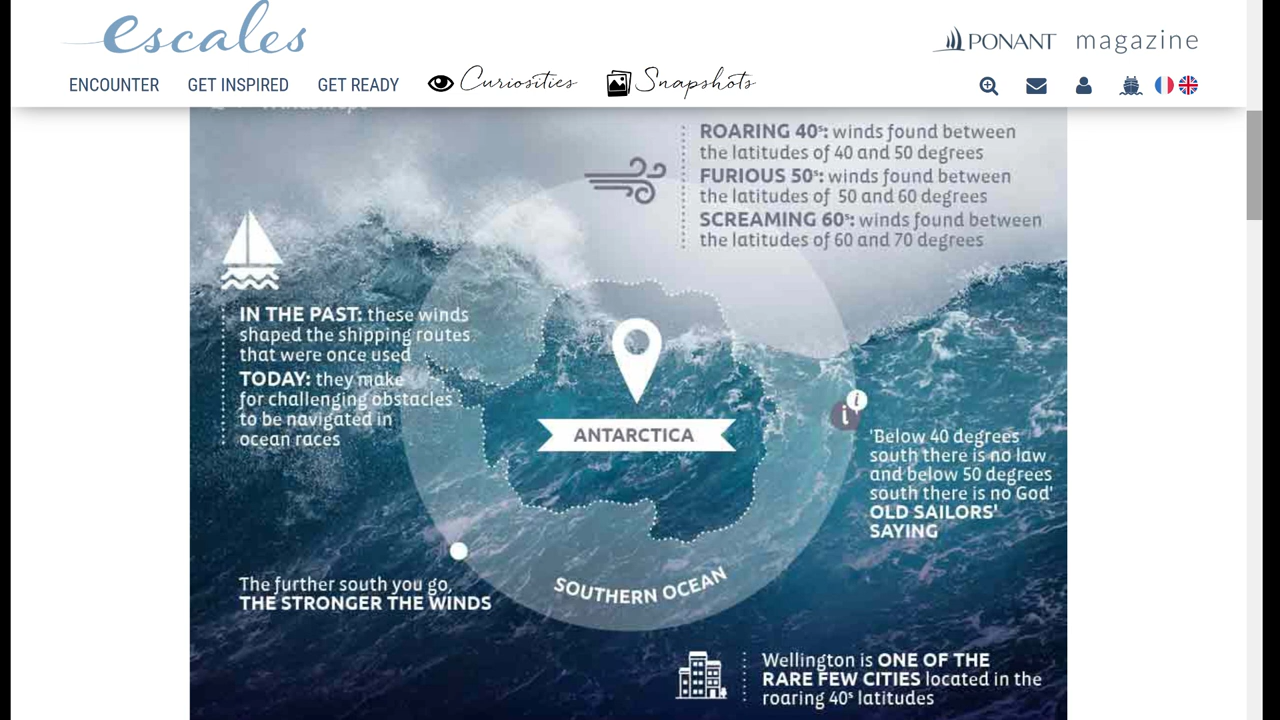 escales
PONANT magazine
ENCOUNTER GET INSPIRED GET READY Curiosities Snapshots
ROARING 40s: winds found between
the latitudes of 40 and 50 degrees
FURIOUS 50s: winds found between
the latitudes of 50 and 60 degrees
SCREAMING 60s: winds found between
the latitudes of 60 and 70 degrees
IN THE PAST: these winds
shaped the shipping routes
that were once used
TODAY: they make
for challenging obstacles
to be navigated in
ocean races
ANTARCTICA
i
i
'Below 40 degrees
south there is no law
and below 50 degrees
south there is no God'
OLD SAILORS'
SAYING
The further south you go,
THE STRONGER THE WINDS
SOUTHERN OCEAN
Wellington is ONE OF THE
RARE FEW CITIES located in the
roaring 40s latitudes